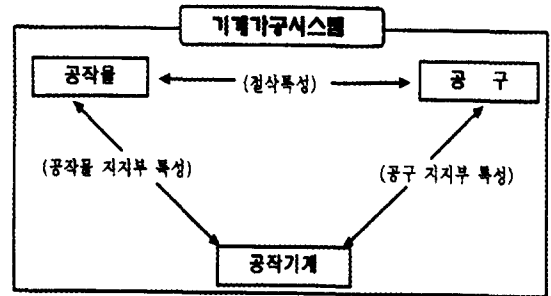 기계가구시스템
공작물
(절삭특성)
공 구
(공작물 지지부 특성)
(공구 지지부 특성)
공작기계